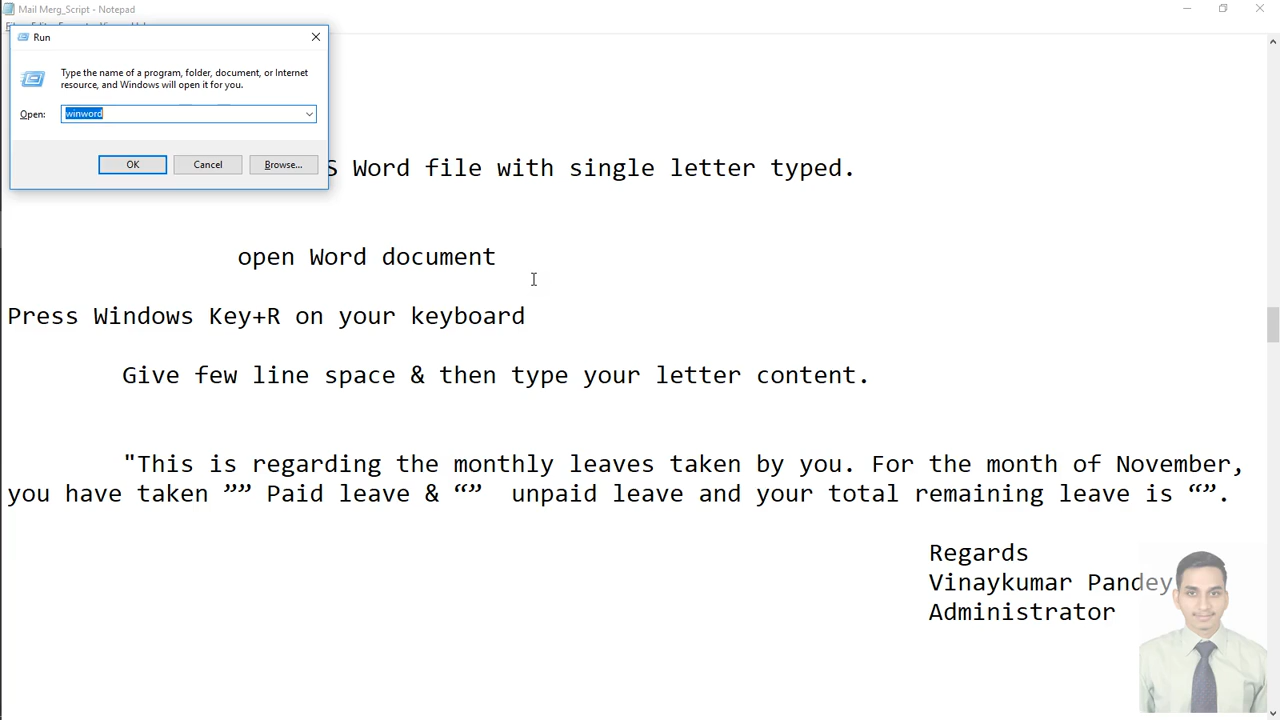 Mail Merg_Script - Notepad
Run
Type the name of a program, folder, document, or Internet
resource, and Windows will open it for you.
Open: winword
OK Cancel Browse...
S Word file with single letter typed.
open Word document
Press Windows Key+R on your keyboard
Give few line space & then type your letter content.
"This is regarding the monthly leaves taken by you. For the month of November,
you have taken ”” Paid leave & “”  unpaid leave and your total remaining leave is “”.
Regards
Vinaykumar Pandey
Administrator